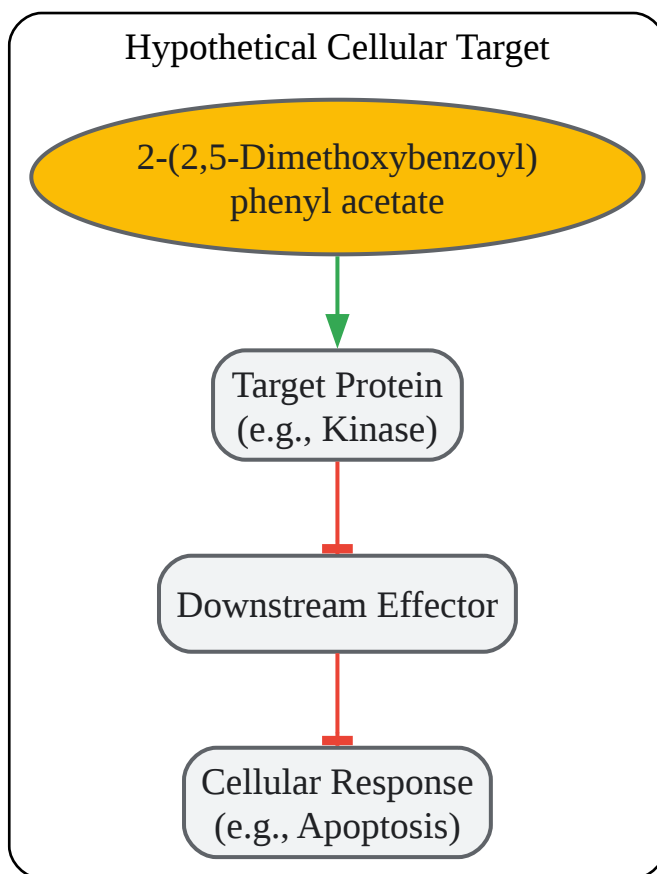 Hypothetical Cellular Target
2-(2,5-Dimethoxybenzoyl)
phenyl acetate
Target Protein
(e.g., Kinase)
Downstream Effector
Cellular Response
(e.g., Apoptosis)